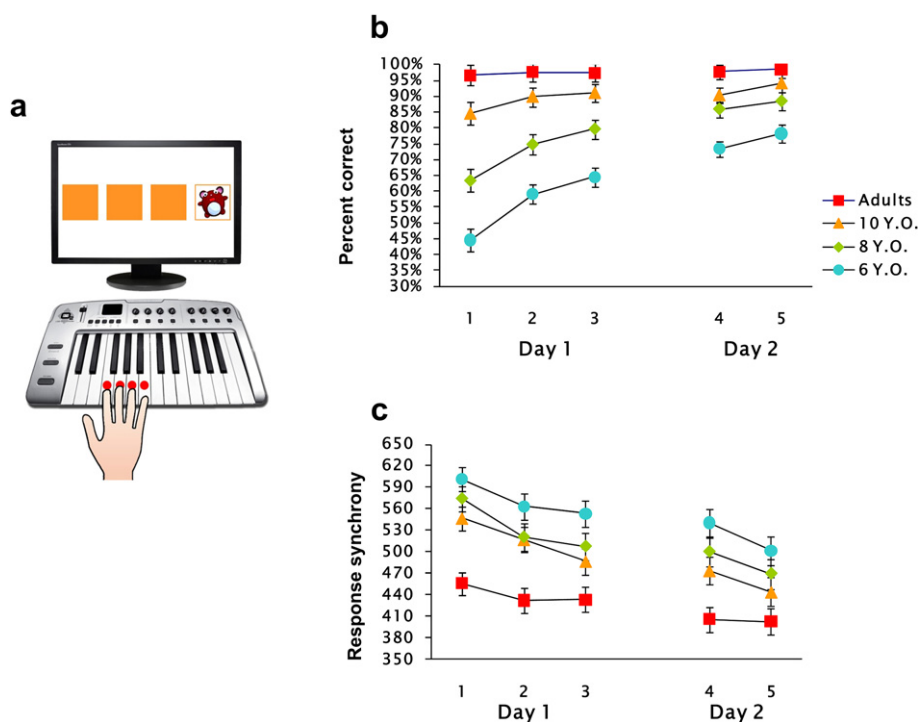 a
b
Percent correct
100%
95%
90%
85%
80%
75%
70%
65%
60%
55%
50%
45%
40%
35%
30%
1 2 3 4 5
Day 1 Day 2
Adults
10 Y.O.
8 Y.O.
6 Y.O.
c
Response synchrony
650
620
590
560
530
500
470
440
410
380
350
1 2 3 4 5
Day 1 Day 2